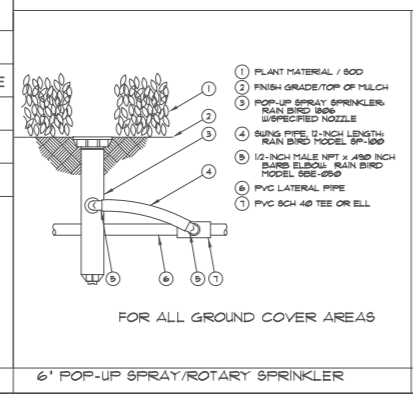 E
1 PLANT MATERIAL / SOD
2 FINISH GRADE/TOP OF MULCH
3 POP-UP SPRAY SPRINKLER:
RAIN BIRD 1806
W/SPECIFIED NOZZLE
4 SWING PIPE, 12-INCH LENGTH:
RAIN BIRD MODEL SP-100
5 1/2-INCH MALE NPT x .490 INCH
BARB ELBOW: RAIN BIRD
MODEL SBE-050
6 PVC LATERAL PIPE
7 PVC SCH 40 TEE OR ELL
1
2
3
4
5 6 5 7
FOR ALL GROUND COVER AREAS
6" POP-UP SPRAY/ROTARY SPRINKLER